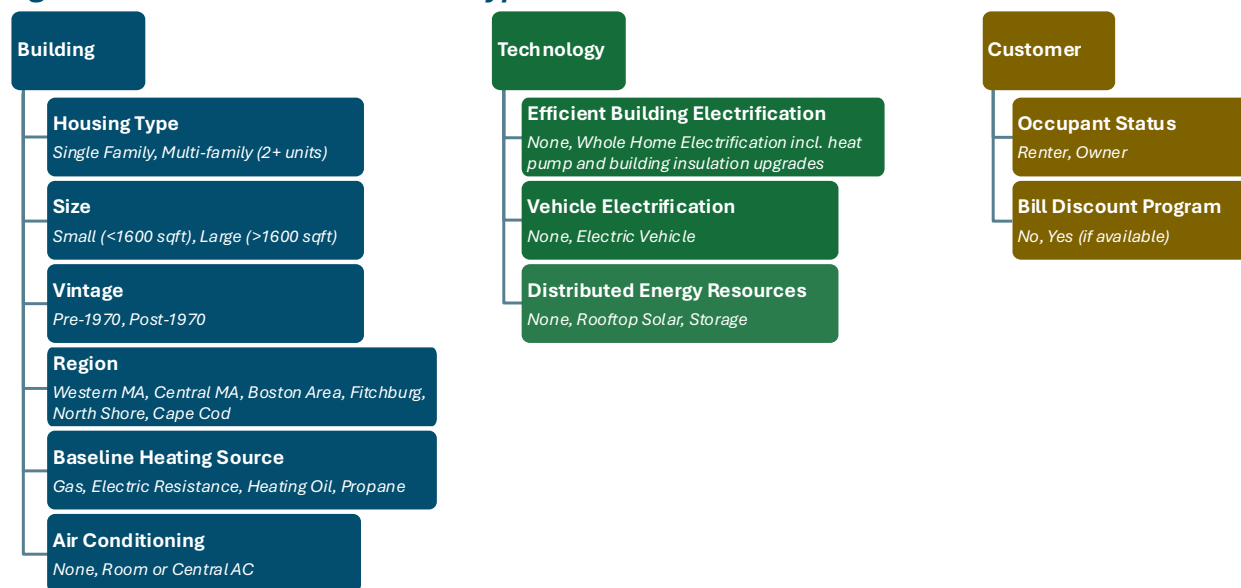 Building
Housing Type
Single Family, Multi-family (2+ units)
Size
Small (<1600 sqft), Large (>1600 sqft)
Vintage
Pre-1970, Post-1970
Region
Western MA, Central MA, Boston Area, Fitchburg,
North Shore, Cape Cod
Baseline Heating Source
Gas, Electric Resistance, Heating Oil, Propane
Air Conditioning
None, Room or Central AC
Technology
Efficient Building Electrification
None, Whole Home Electrification incl. heat
pump and building insulation upgrades
Vehicle Electrification
None, Electric Vehicle
Distributed Energy Resources
None, Rooftop Solar, Storage
Customer
Occupant Status
Renter, Owner
Bill Discount Program
No, Yes (if available)